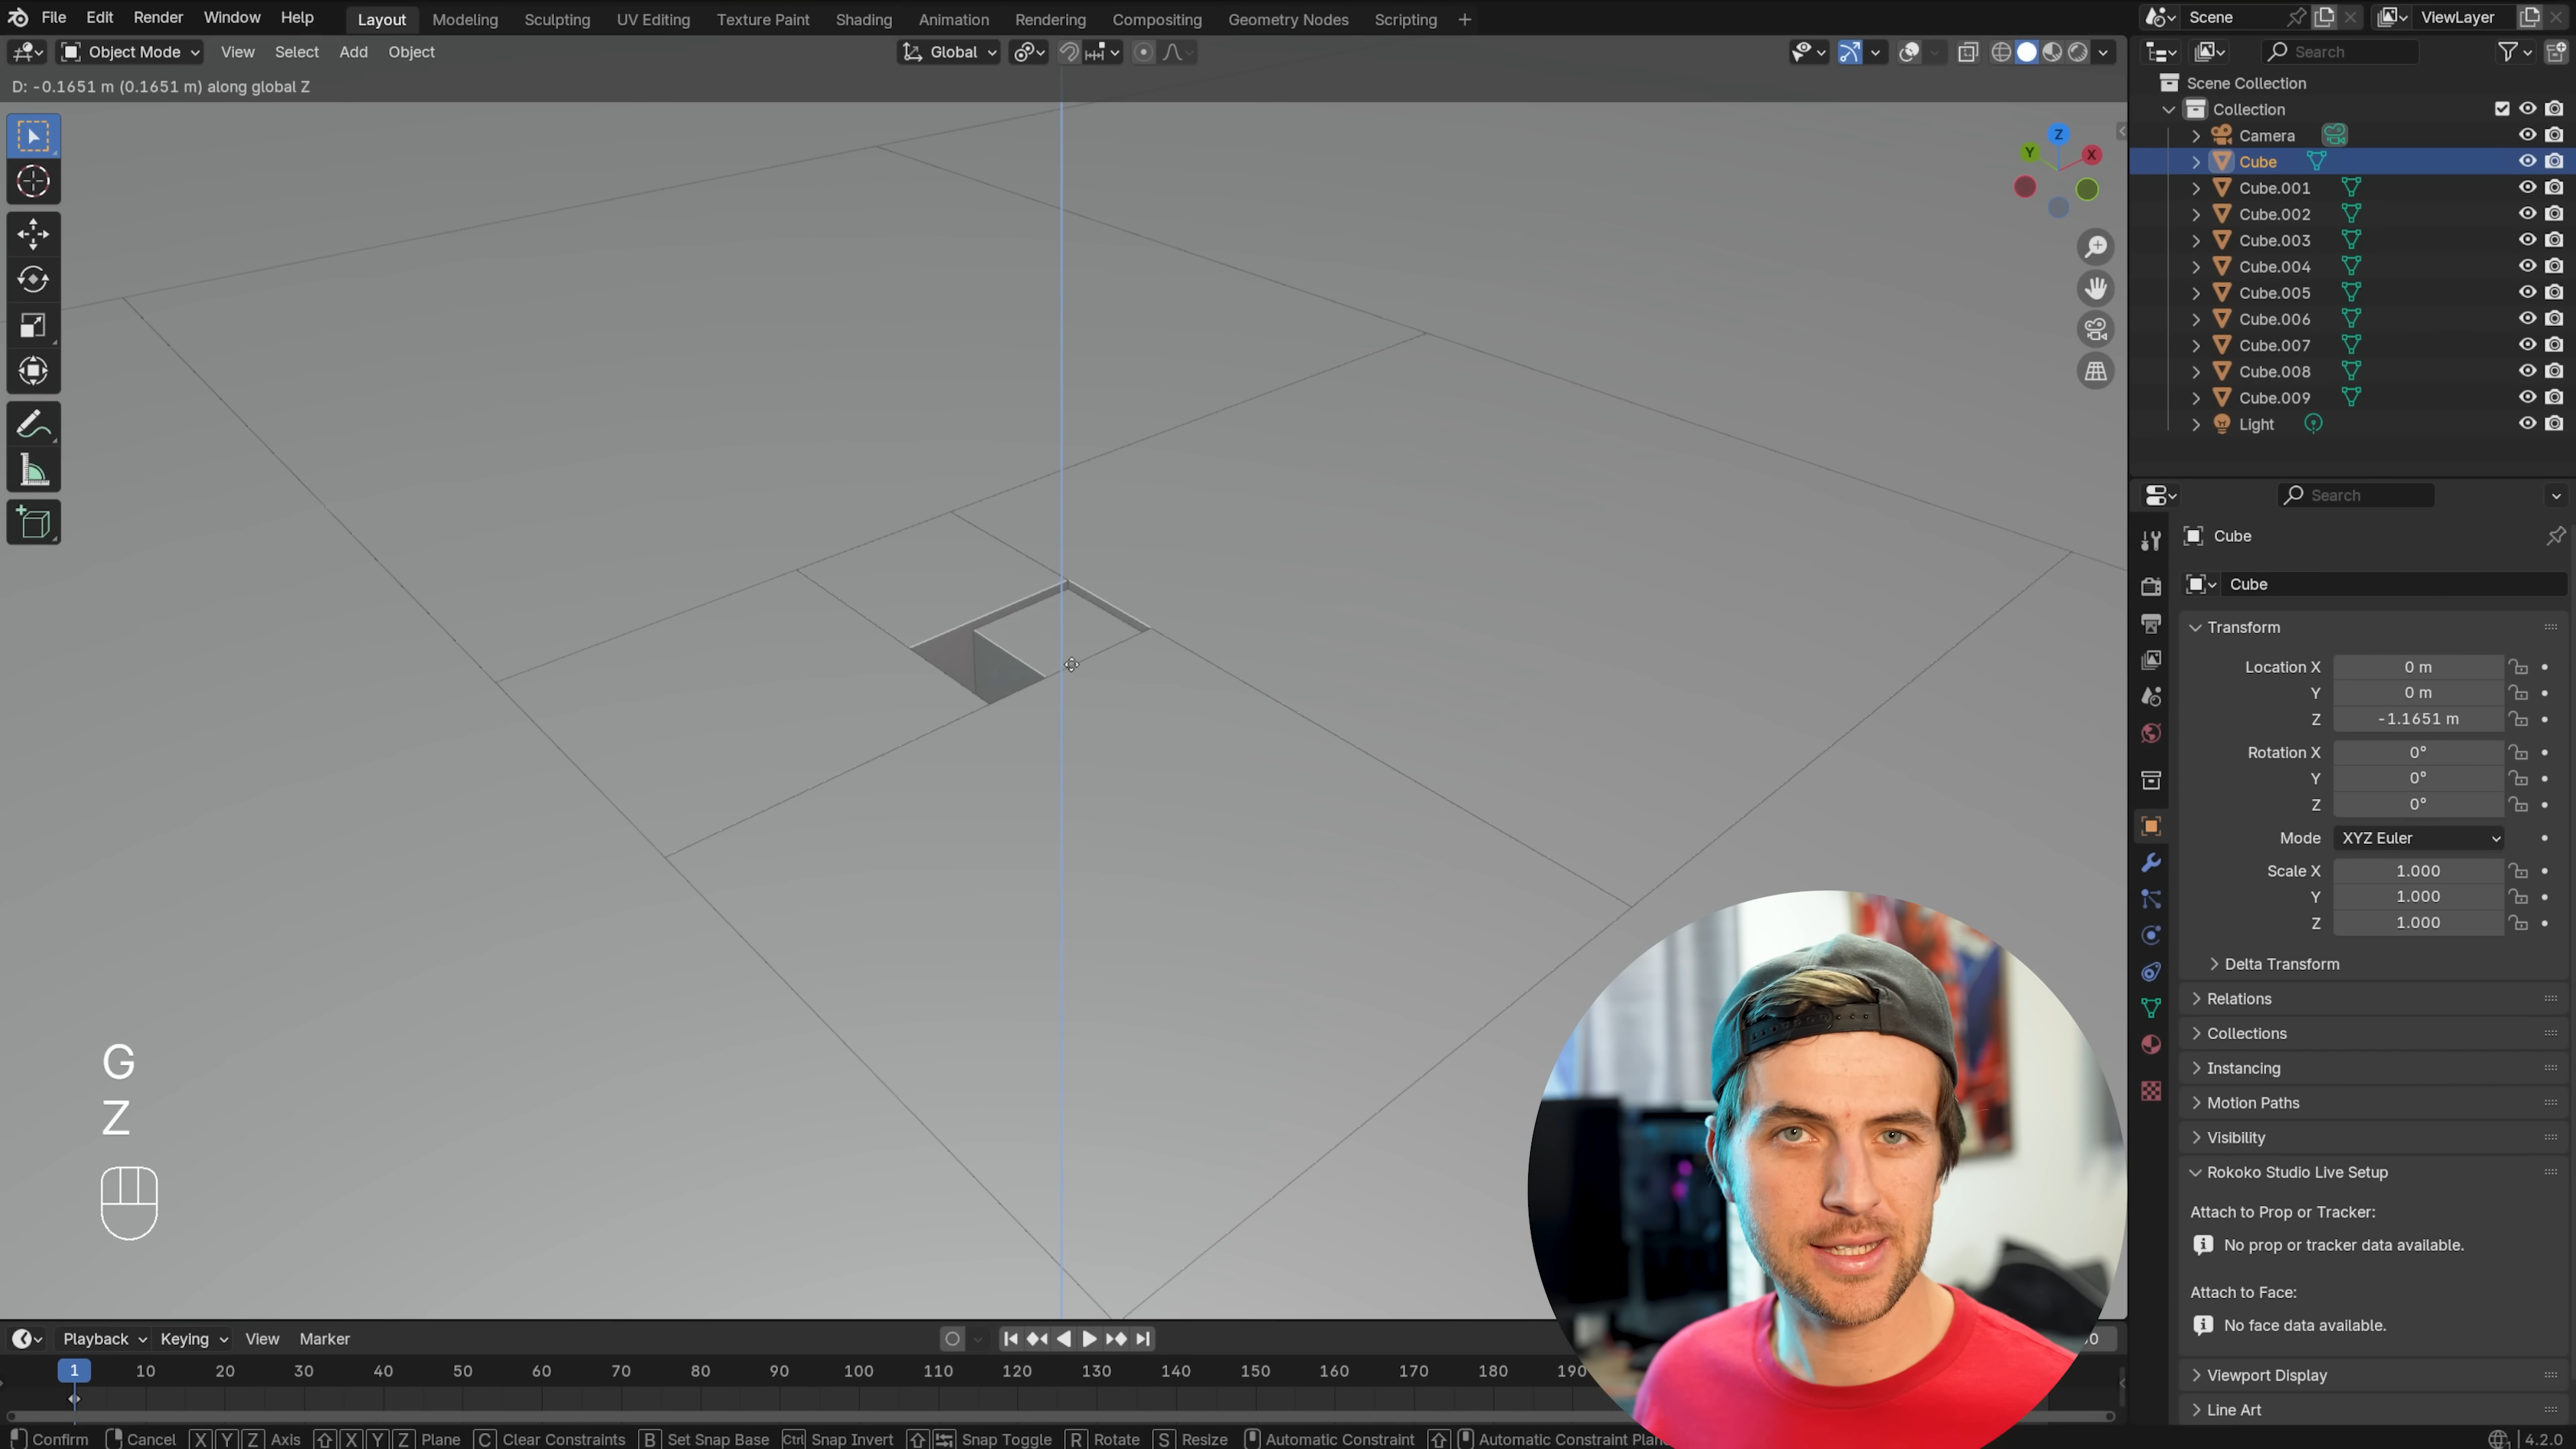 File Edit Render Window Help
Layout Modeling Sculpting UV Editing Texture Paint Shading Animation Rendering Compositing Geometry Nodes Scripting +
Scene
ViewLayer
Object Mode View Select Add Object
Global
Search
D: -0.1651 m (0.1651 m) along global Z
Z
Y
X
Scene Collection
Collection
Camera
Cube
Cube.001
Cube.002
Cube.003
Cube.004
Cube.005
Cube.006
Cube.007
Cube.008
Cube.009
Light
Search
Cube
Cube
Transform
Location X 0 m
Y 0 m
Z -1.1651 m
Rotation X 0°
Y 0°
Z 0°
Mode XYZ Euler
Scale X 1.000
Y 1.000
Z 1.000
Delta Transform
Relations
Collections
Instancing
Motion Paths
Visibility
Rokoko Studio Live Setup
Attach to Prop or Tracker:
No prop or tracker data available.
Attach to Face:
No face data available.
Viewport Display
Line Art
G
Z
Playback Keying View Marker
1 10 20 30 40 50 60 70 80 90 100 110 120 130 140 150 160 170 180 190
Confirm Cancel X Y Z Axis X Y Z Plane C Clear Constraints B Set Snap Base Ctrl Snap Invert Snap Toggle R Rotate S Resize Automatic Constraint Automatic Constraint
4.2.0